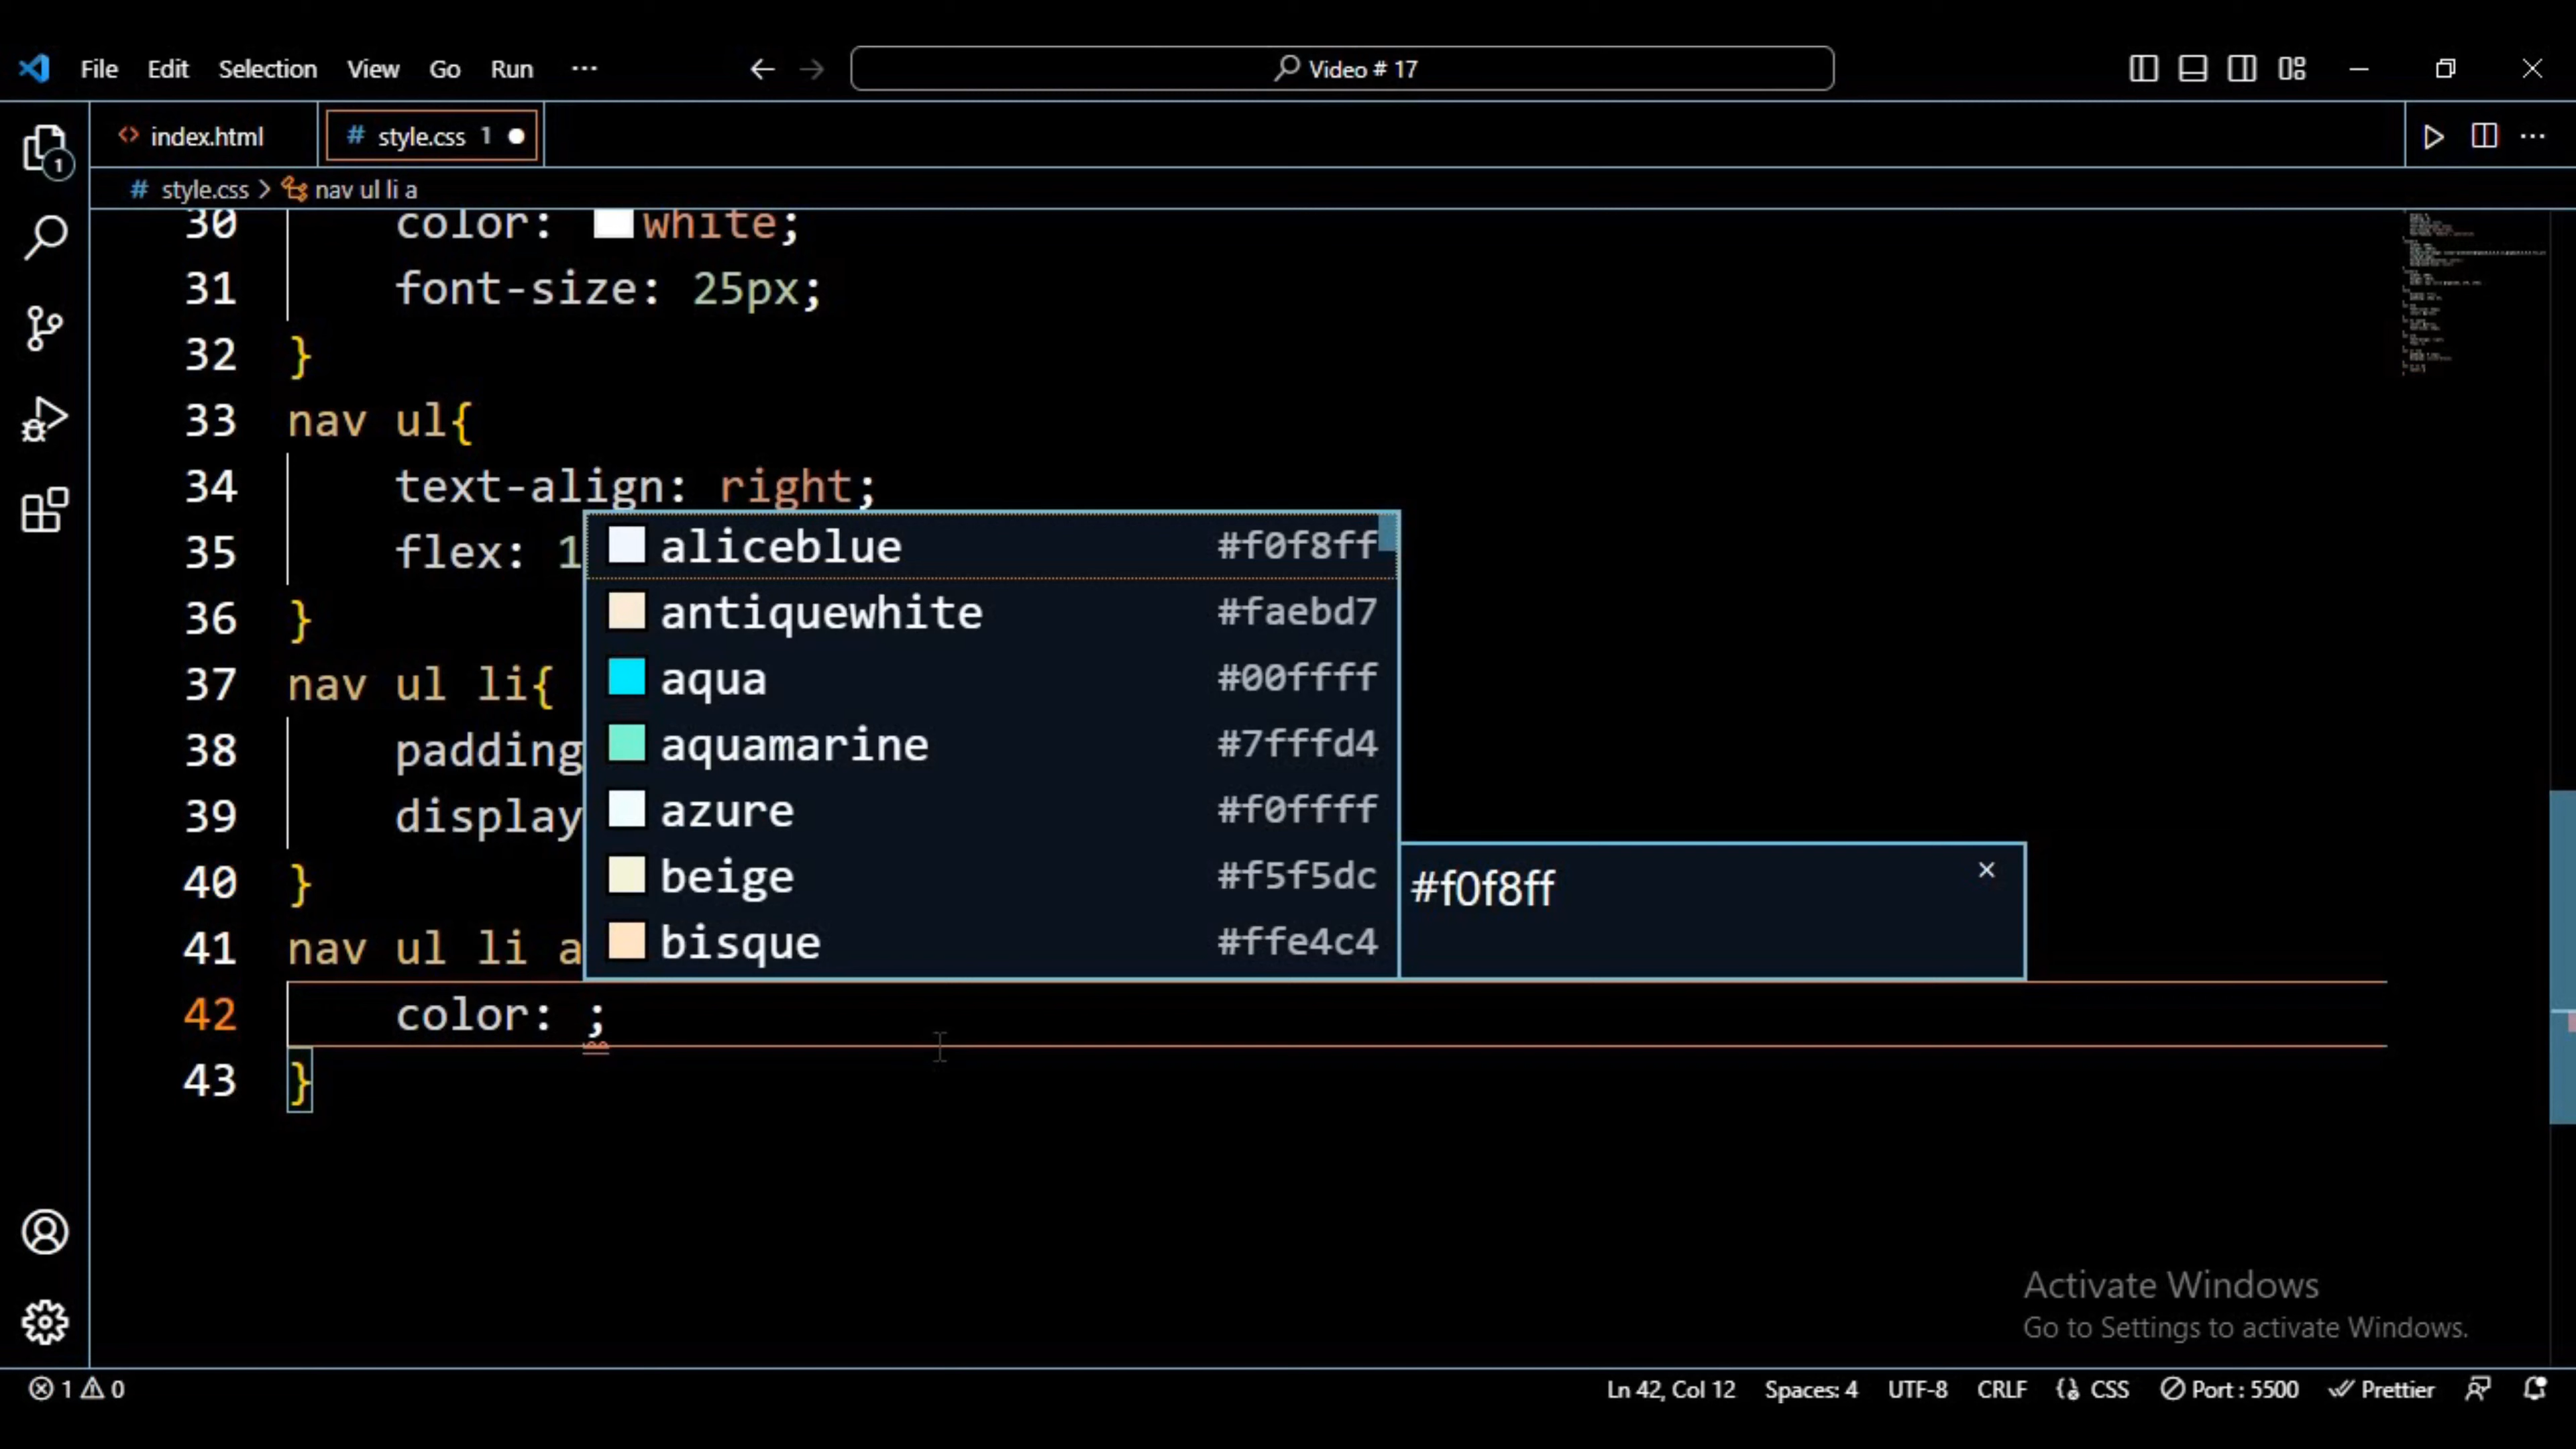 File Edit Selection View Go Run ···
Video # 17
index.html
# style.css 1
# style.css > nav ul li a
1
30 color: white;
31 font-size: 25px;
32 }
33 nav ul{
34 text-align: right;
35 flex: 1
36 }
37 nav ul li{
38 padding
39 display
40 }
41 nav ul li a
42 color: ;
43 }
aliceblue #f0f8ff
antiquewhite #faebd7
aqua #00ffff
aquamarine #7fffd4
azure #f0ffff
beige #f5f5dc
bisque #ffe4c4
#f0f8ff
Activate Windows
Go to Settings to activate Windows.
1 0
Ln 42, Col 12 Spaces: 4 UTF-8 CRLF CSS Port : 5500 Prettier